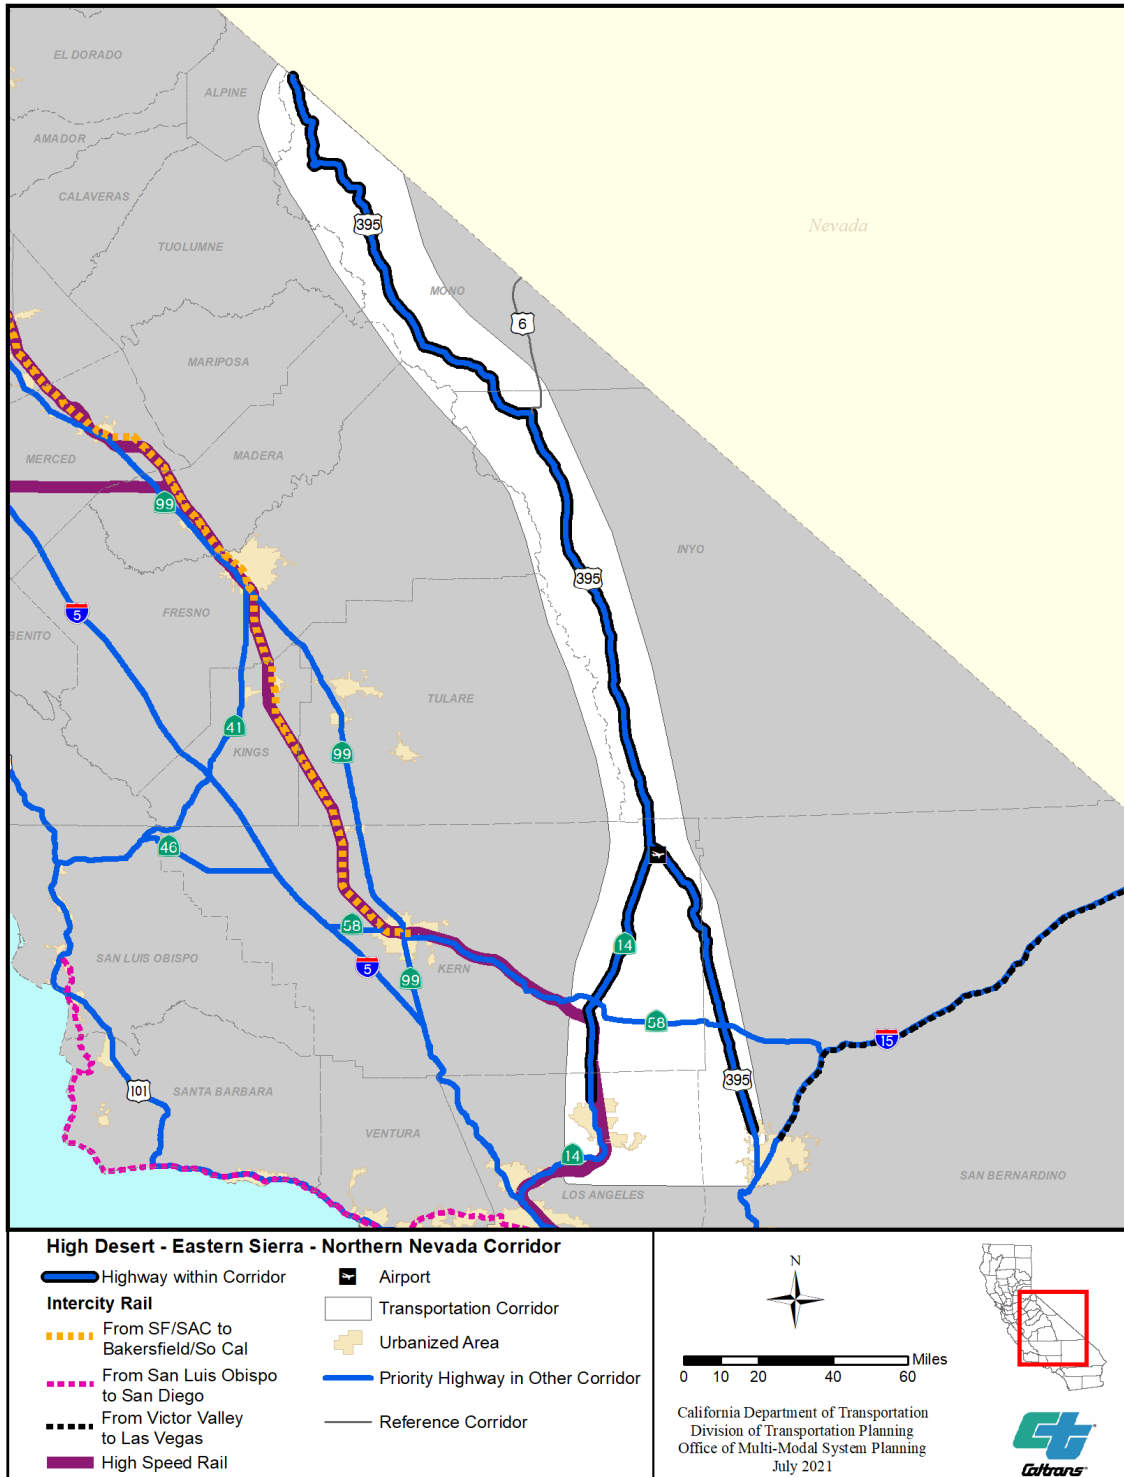 EL DORADO
ALPINE
AMADOR
CALAVERAS
395
Nevada
TUOLUMNE
MONO
6
MARIPOSA
MERCED
MADERA
99
INYO
395
5
FRESNO
BENITO
TULARE
41
KINGS
99
46
58
14
SAN LUIS OBISPO
5
KERN
99
58
15
395
101
SANTA BARBARA
VENTURA
14
LOS ANGELES
SAN BERNARDINO
High Desert - Eastern Sierra - Northern Nevada Corridor
Highway within Corridor
Intercity Rail
From SF/SAC to
Bakersfield/So Cal
From San Luis Obispo
to San Diego
From Victor Valley
to Las Vegas
High Speed Rail
Airport
Transportation Corridor
Urbanized Area
Priority Highway in Other Corridor
Reference Corridor
N
Miles
0 10 20 40 60
California Department of Transportation
Division of Transportation Planning
Office of Multi-Modal System Planning
July 2021
Caltrans